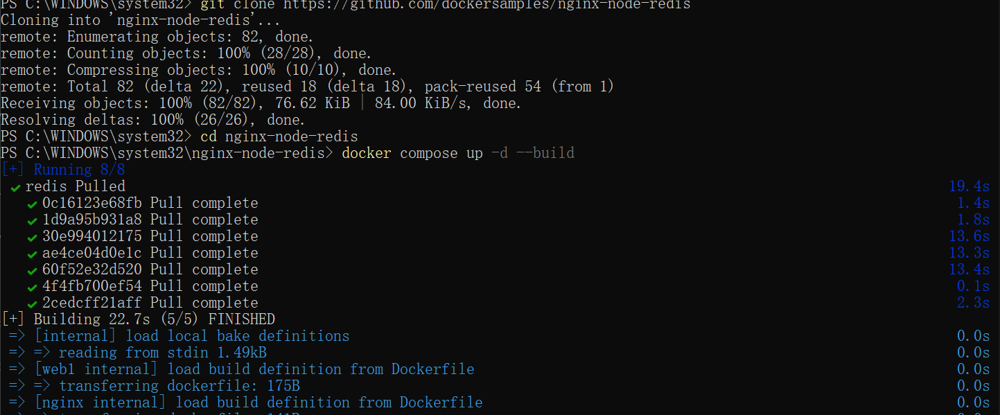 PS C:\WINDOWS\system32> git clone https://github.com/dockersamples/nginx-node-redis
Cloning into 'nginx-node-redis'...
remote: Enumerating objects: 82, done.
remote: Counting objects: 100% (28/28), done.
remote: Compressing objects: 100% (10/10), done.
remote: Total 82 (delta 22), reused 18 (delta 18), pack-reused 54 (from 1)
Receiving objects: 100% (82/82), 76.62 KiB | 84.00 KiB/s, done.
Resolving deltas: 100% (26/26), done.
PS C:\WINDOWS\system32> cd nginx-node-redis
PS C:\WINDOWS\system32\nginx-node-redis> docker compose up -d --build
[+] Running 8/8
✔ redis Pulled 19.4s
✔ 0c16123e68fb Pull complete 1.4s
✔ 1d9a95b931a8 Pull complete 1.8s
✔ 30e994012175 Pull complete 13.6s
✔ ae4ce04d0e1c Pull complete 13.3s
✔ 60f52e32d520 Pull complete 13.4s
✔ 4f4fb700ef54 Pull complete 0.1s
✔ 2cedcff21aff Pull complete 2.3s
[+] Building 22.7s (5/5) FINISHED
=> [internal] load local bake definitions 0.0s
=> => reading from stdin 1.49kB 0.0s
=> [web1 internal] load build definition from Dockerfile 0.0s
=> => transferring dockerfile: 175B 0.0s
=> [nginx internal] load build definition from Dockerfile 0.0s
=> => transferring dockerfile: 141B 0.0s